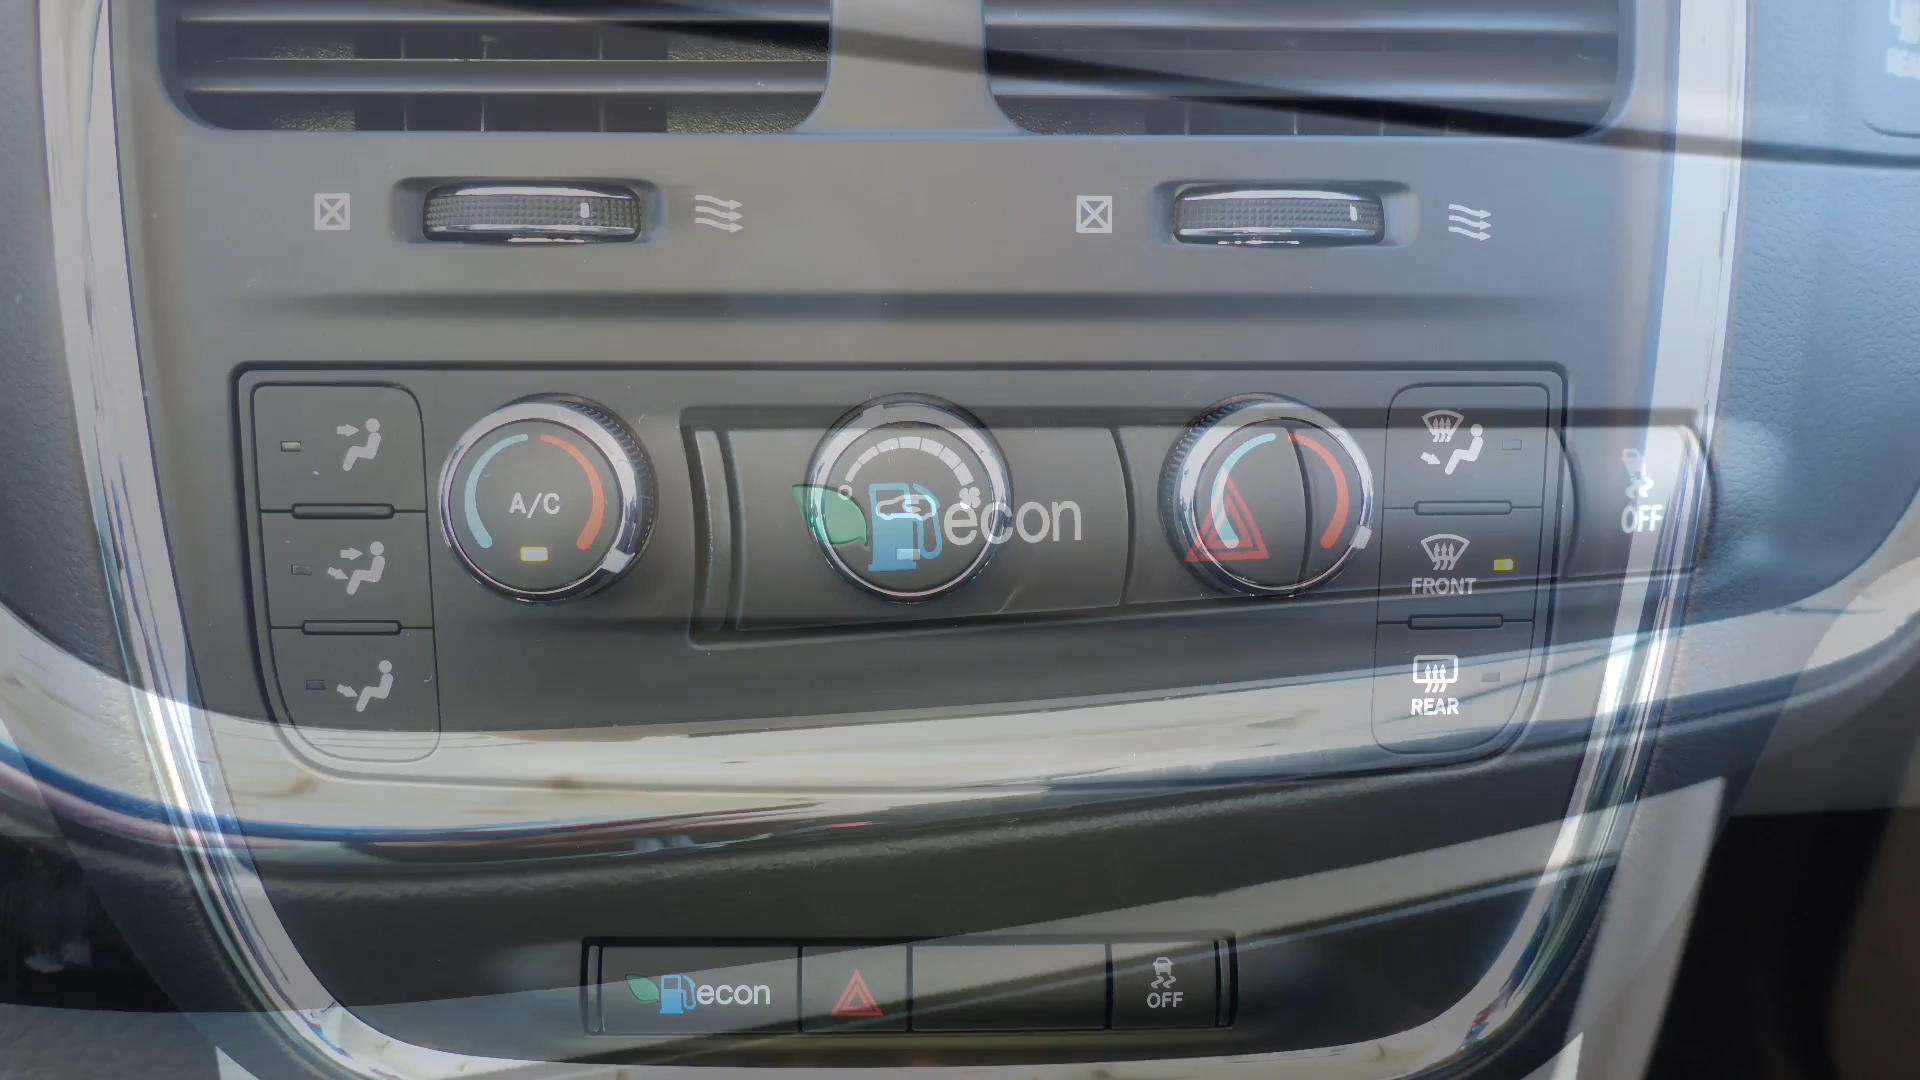 A/C
econ
OFF
FRONT
REAR
econ
OFF